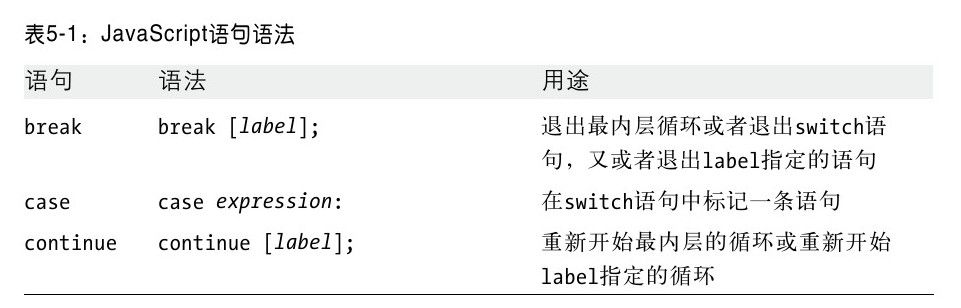 表5-1：JavaScript语句语法
语句 语法 用途
break break [label]; 退出最内层循环或者退出switch语
句，又或者退出label指定的语句
case case expression: 在switch语句中标记一条语句
continue continue [label]; 重新开始最内层的循环或重新开始
label指定的循环